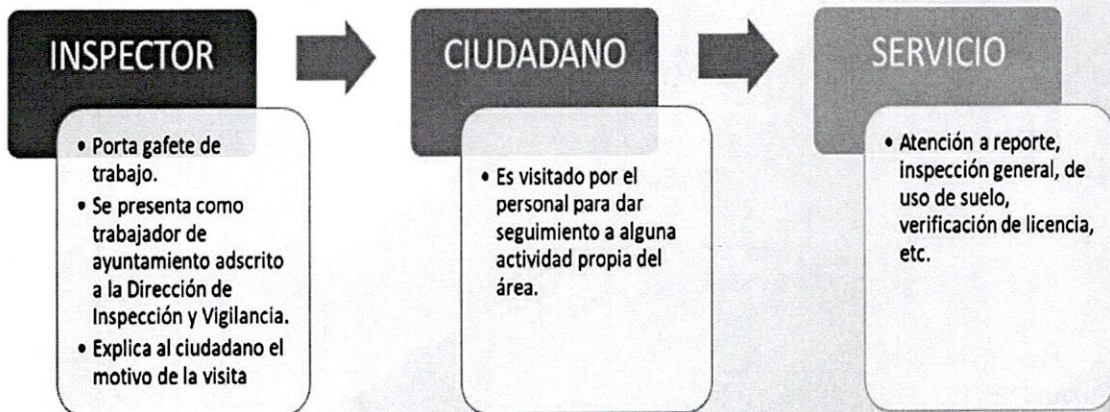 INSPECTOR
• Porta gafete de
trabajo.
• Se presenta como
trabajador de
ayuntamiento adscrito
a la Dirección de
Inspección y Vigilancia.
• Explica al ciudadano el
motivo de la visita
CIUDADANO
• Es visitado por el
personal para dar
seguimiento a alguna
actividad propia del
área.
SERVICIO
• Atención a reporte,
inspección general, de
uso de suelo,
verificación de licencia,
etc.